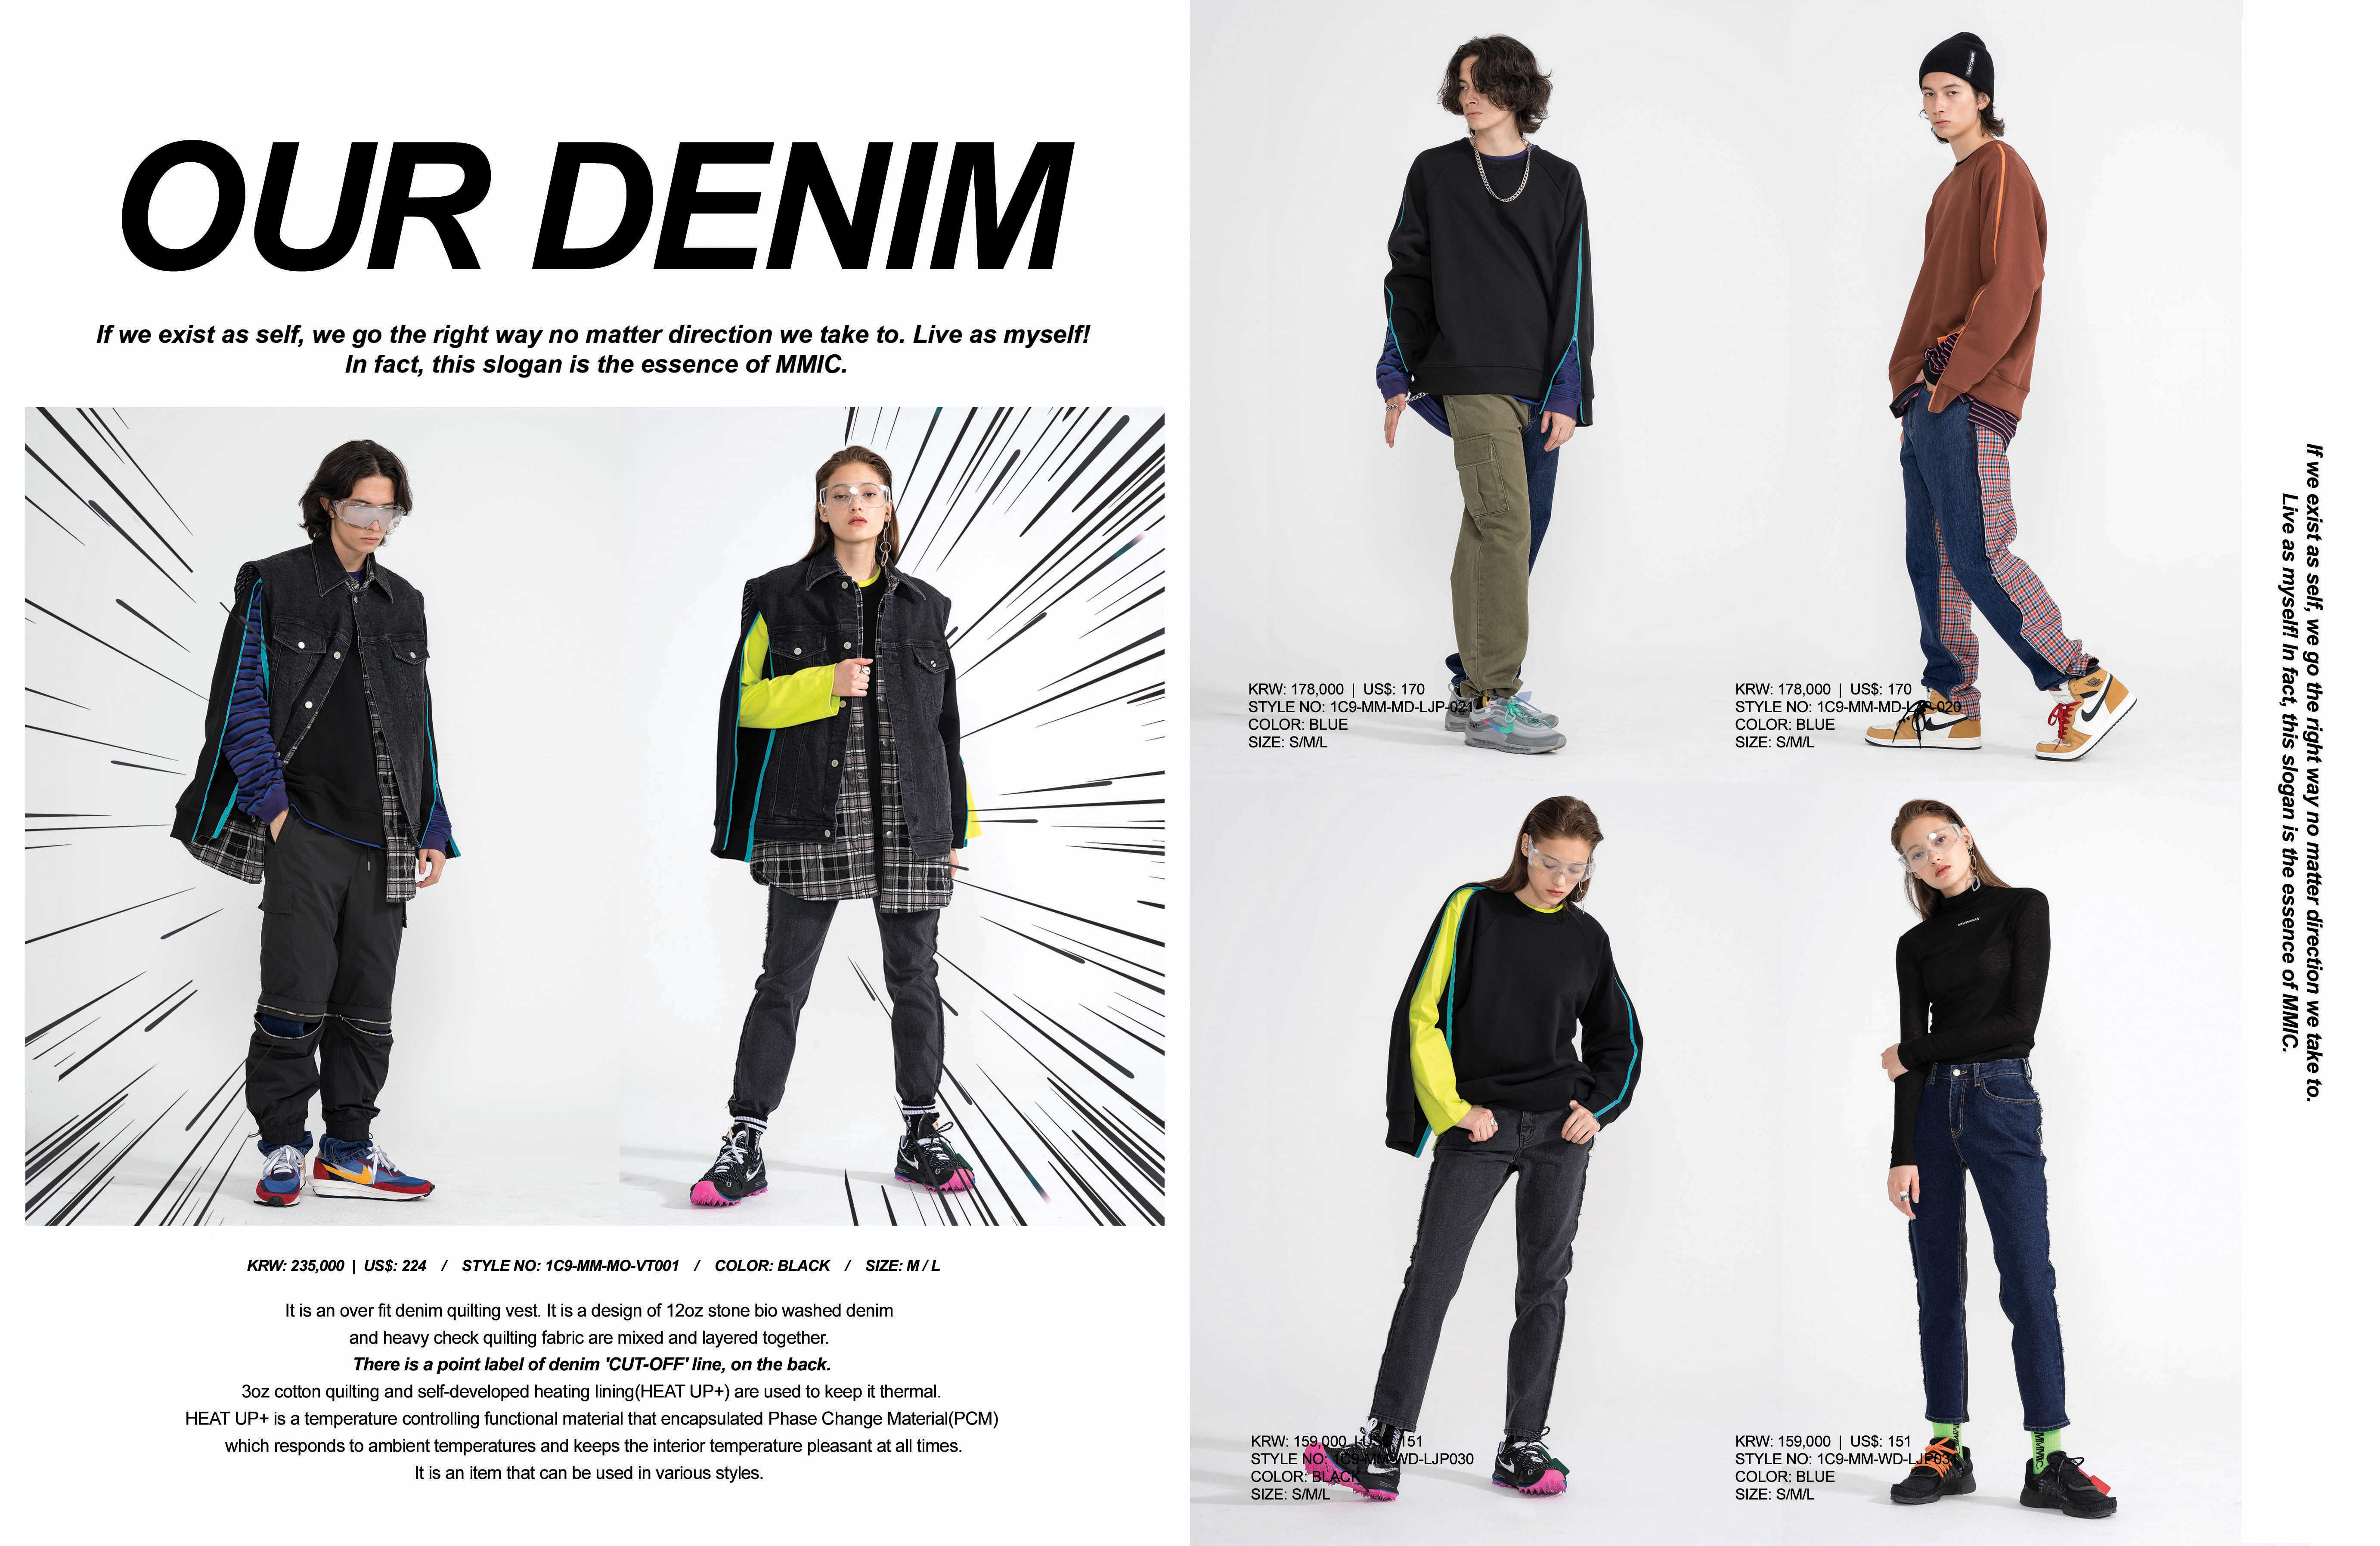 OUR DENIM
If we exist as self, we go the right way no matter direction we take to. Live as myself!
In fact, this slogan is the essence of MMIC.
KRW: 235,000 | US$: 224 / STYLE NO: 1C9-MM-MO-VT001 / COLOR: BLACK / SIZE: M / L
It is an over fit denim quilting vest. It is a design of 12oz stone bio washed denim
and heavy check quilting fabric are mixed and layered together.
There is a point label of denim 'CUT-OFF' line, on the back.
3oz cotton quilting and self-developed heating lining(HEAT UP+) are used to keep it thermal.
HEAT UP+ is a temperature controlling functional material that encapsulated Phase Change Material(PCM)
which responds to ambient temperatures and keeps the interior temperature pleasant at all times.
It is an item that can be used in various styles.
KRW: 178,000 | US$: 170
STYLE NO: 1C9-MM-MD-LJP-021
COLOR: BLUE
SIZE: S/M/L
KRW: 178,000 | US$: 170
STYLE NO: 1C9-MM-MD-LJP-020
COLOR: BLUE
SIZE: S/M/L
KRW: 159,000 | US$: 151
STYLE NO: 1C9-MM-WD-LJP030
COLOR: BLACK
SIZE: S/M/L
KRW: 159,000 | US$: 151
STYLE NO:
COLOR: BLUE
SIZE: S/M/L
MMIC
If we exist as self, we go the right way no matter direction we take to.
Live as myself! In fact, this slogan is the essence of MMIC.